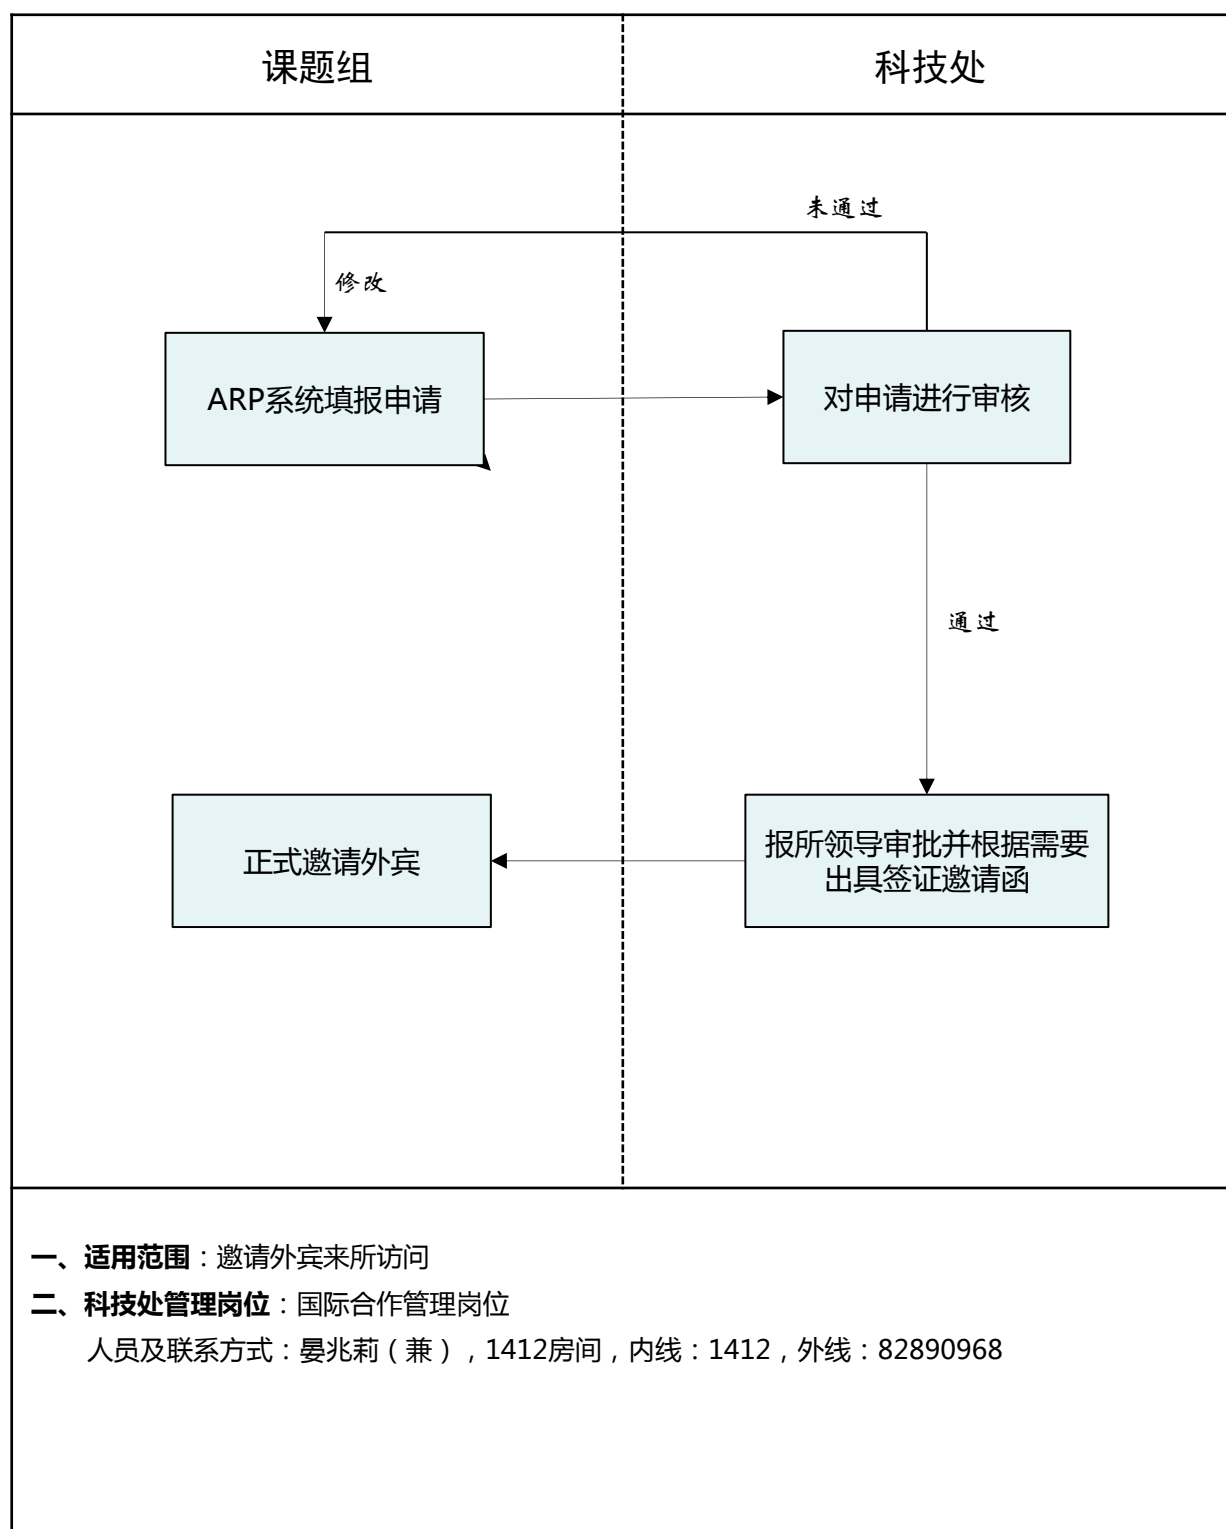 课题组
科技处
未通过
修改
ARP系统填报申请
对申请进行审核
通过
正式邀请外宾
报所领导审批并根据需要
出具签证邀请函
一、适用范围：邀请外宾来所访问
二、科技处管理岗位：国际合作管理岗位
人员及联系方式：晏兆莉（兼），1412房间，内线：1412，外线：82890968